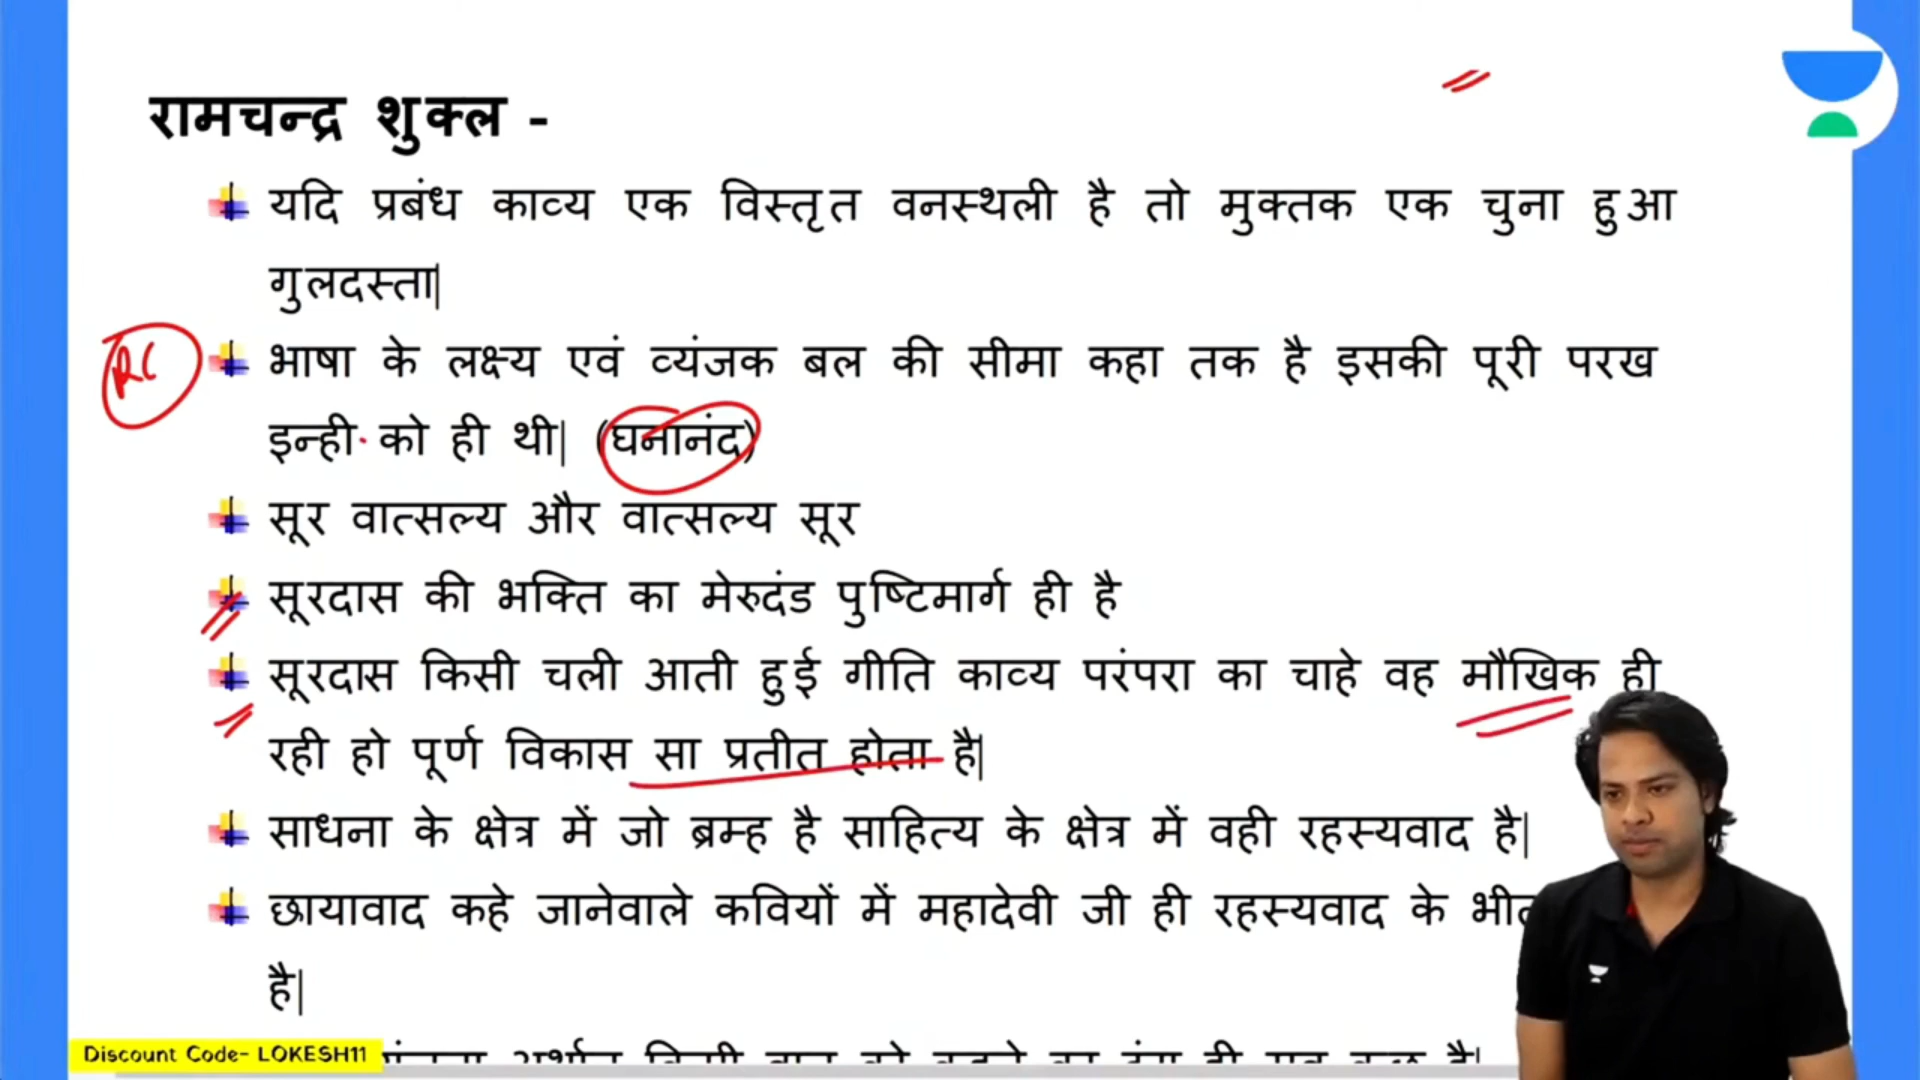 रामचन्द्र शुक्ल -
यदि प्रबंध काव्य एक विस्तृत वनस्थली है तो मुक्तक एक चुना हुआ
गुलदस्ता|
RC
भाषा के लक्ष्य एवं व्यंजक बल की सीमा कहा तक है इसकी पूरी परख
इन्ही को ही थी| (घनानंद)
सूर वात्सल्य और वात्सल्य सूर
सूरदास की भक्ति का मेरुदंड पुष्टिमार्ग ही है
सूरदास किसी चली आती हुई गीति काव्य परंपरा का चाहे वह मौखिक ही
रही हो पूर्ण विकास सा प्रतीत होता है|
साधना के क्षेत्र में जो ब्रम्ह है साहित्य के क्षेत्र में वही रहस्यवाद है|
छायावाद कहे जानेवाले कवियों में महादेवी जी ही रहस्यवाद के
है|
Discount Code- LOKESH11